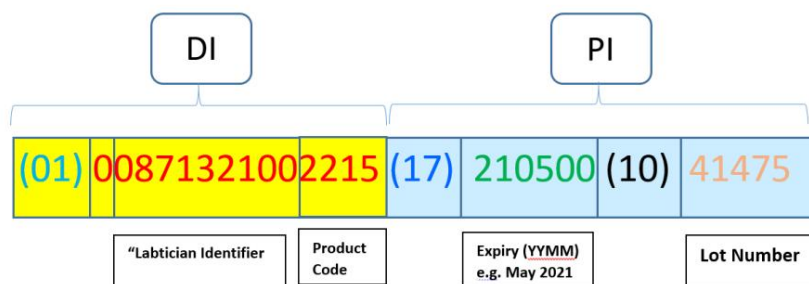 DI PI
(01) 00871321002215 (17) 210500 (10) 41475
"Labtician Identifier
Product
Code
Expiry (YYMM)
e.g. May 2021
Lot Number